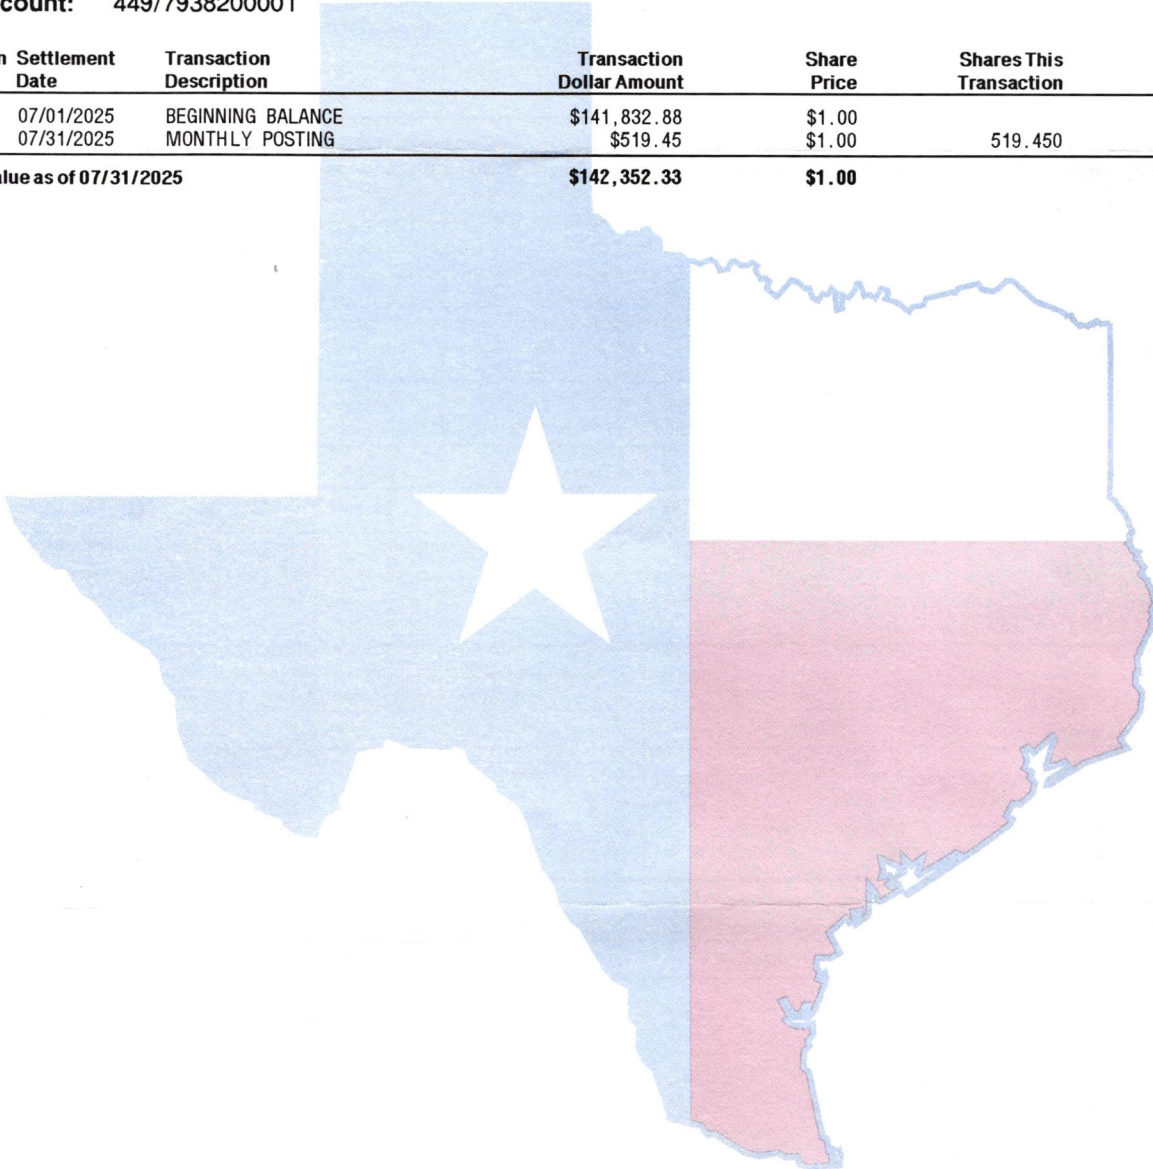 count: 449/7938200001
n Settlement Transaction Transaction Share Shares This
Date Description Dollar Amount Price Transaction
07/01/2025 BEGINNING BALANCE $141,832.88 $1.00
07/31/2025 MONTHLY POSTING $519.45 $1.00 519.450
alue as of 07/31/2025 $142,352.33 $1.00